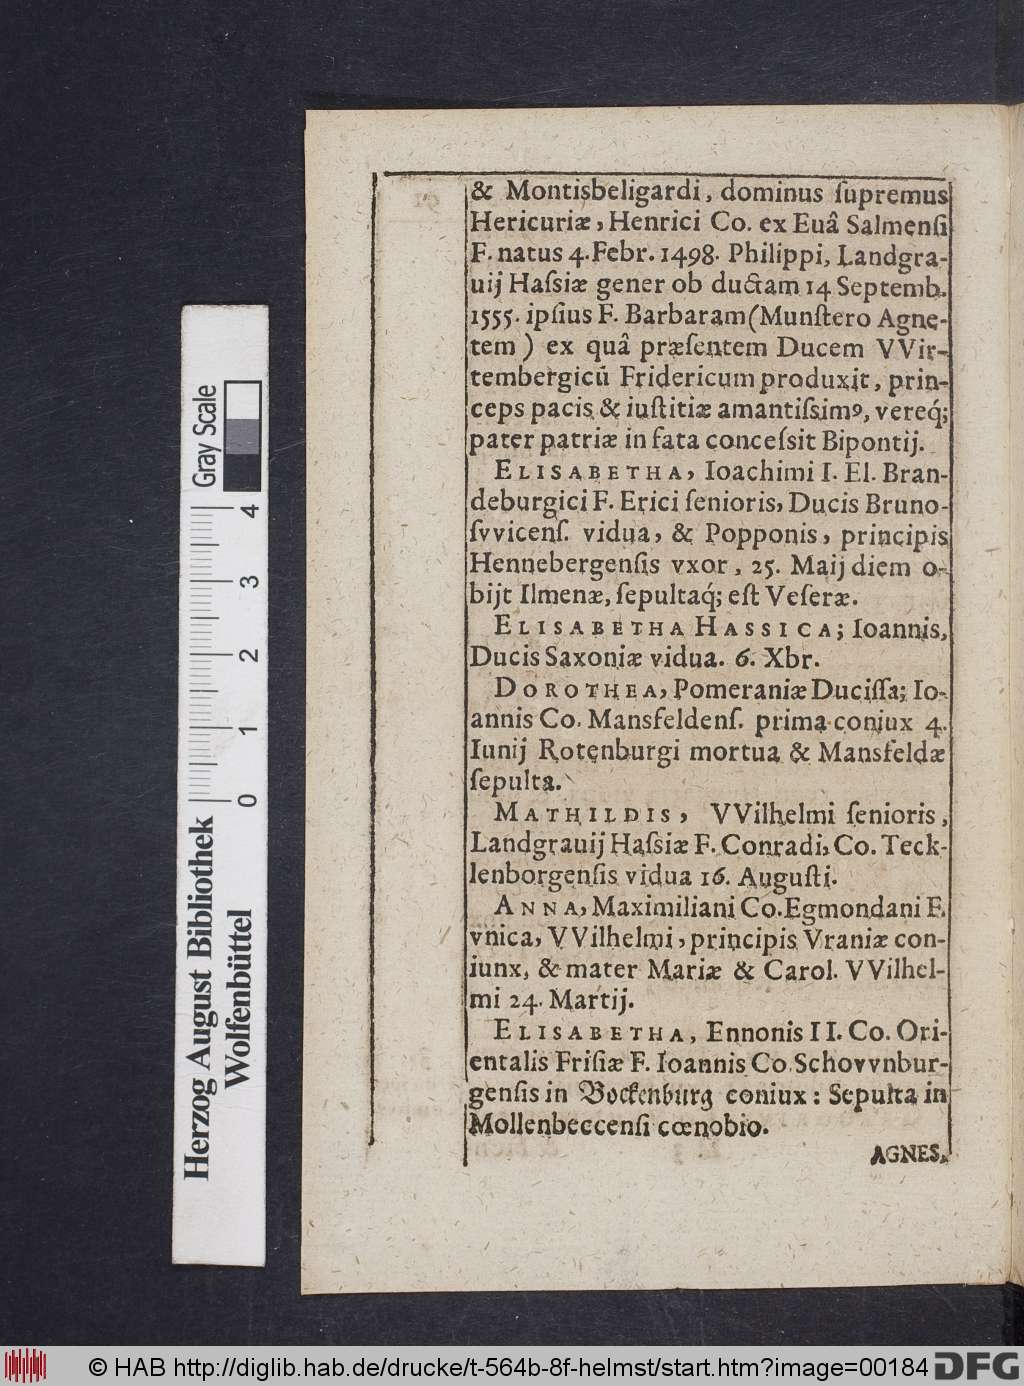 & Montisbeligardi, dominus ſupremus
Hericuriæ, Henrici Co. ex Euâ Salmenſi
F. natus 4. Febr. 1498. Philippi, Landgra-
uij Haſsiæ gener ob ductam 14 Septemb.
1555. ipſius F. Barbaram (Munſtero Agne-
tem) ex quâ præſentem Ducem VVir-
tembergicū Fridericum produxit, prin-
ceps pacis & iuſtitiæ amantiſsimꝰ, vereq́;
pater patriæ in fata conceſsit Bipontij.
ELISABETHA, Ioachimi I. El. Bran-
deburgici F. Erici ſenioris, Ducis Bruno-
ſvvicenſ. vidua, & Popponis, principis
Hennebergenſis vxor, 25. Maij diem o-
bijt Ilmenæ, ſepultaq́; eſt Veſeræ.
ELISABETHA HASSICA; Ioannis,
Ducis Saxoniæ vidua. 6. Xbr.
DOROTHEA, Pomeraniæ Duciſſa; Io-
annis Co. Mansfeldenſ. prima coniux 4.
Iunij Rotenburgi mortua & Mansfeldæ
ſepulta.
MATHILDIS, VVilhelmi ſenioris,
Landgrauij Haſsiæ F. Conradi, Co. Teck-
lenborgenſis vidua 16. Auguſti.
ANNA, Maximiliani Co. Egmondani F.
vnica, VVilhelmi, principis Vraniæ con-
iunx, & mater Mariæ & Carol. VVilhel-
mi 24. Martij.
ELISABETHA, Ennonis II. Co. Ori-
entalis Friſiæ F. Ioannis Co. Schovvnbur-
genſis in Bockenburg coniux: Sepulta in
Mollenbeccenſi cœnobio.
AGNES,
Gray Scale
4
3
2
1
0
Herzog August Bibliothek
Wolfenbüttel
© HAB http://diglib.hab.de/drucke/t-564b-8f-helmst/start.htm?image=00184
DFG